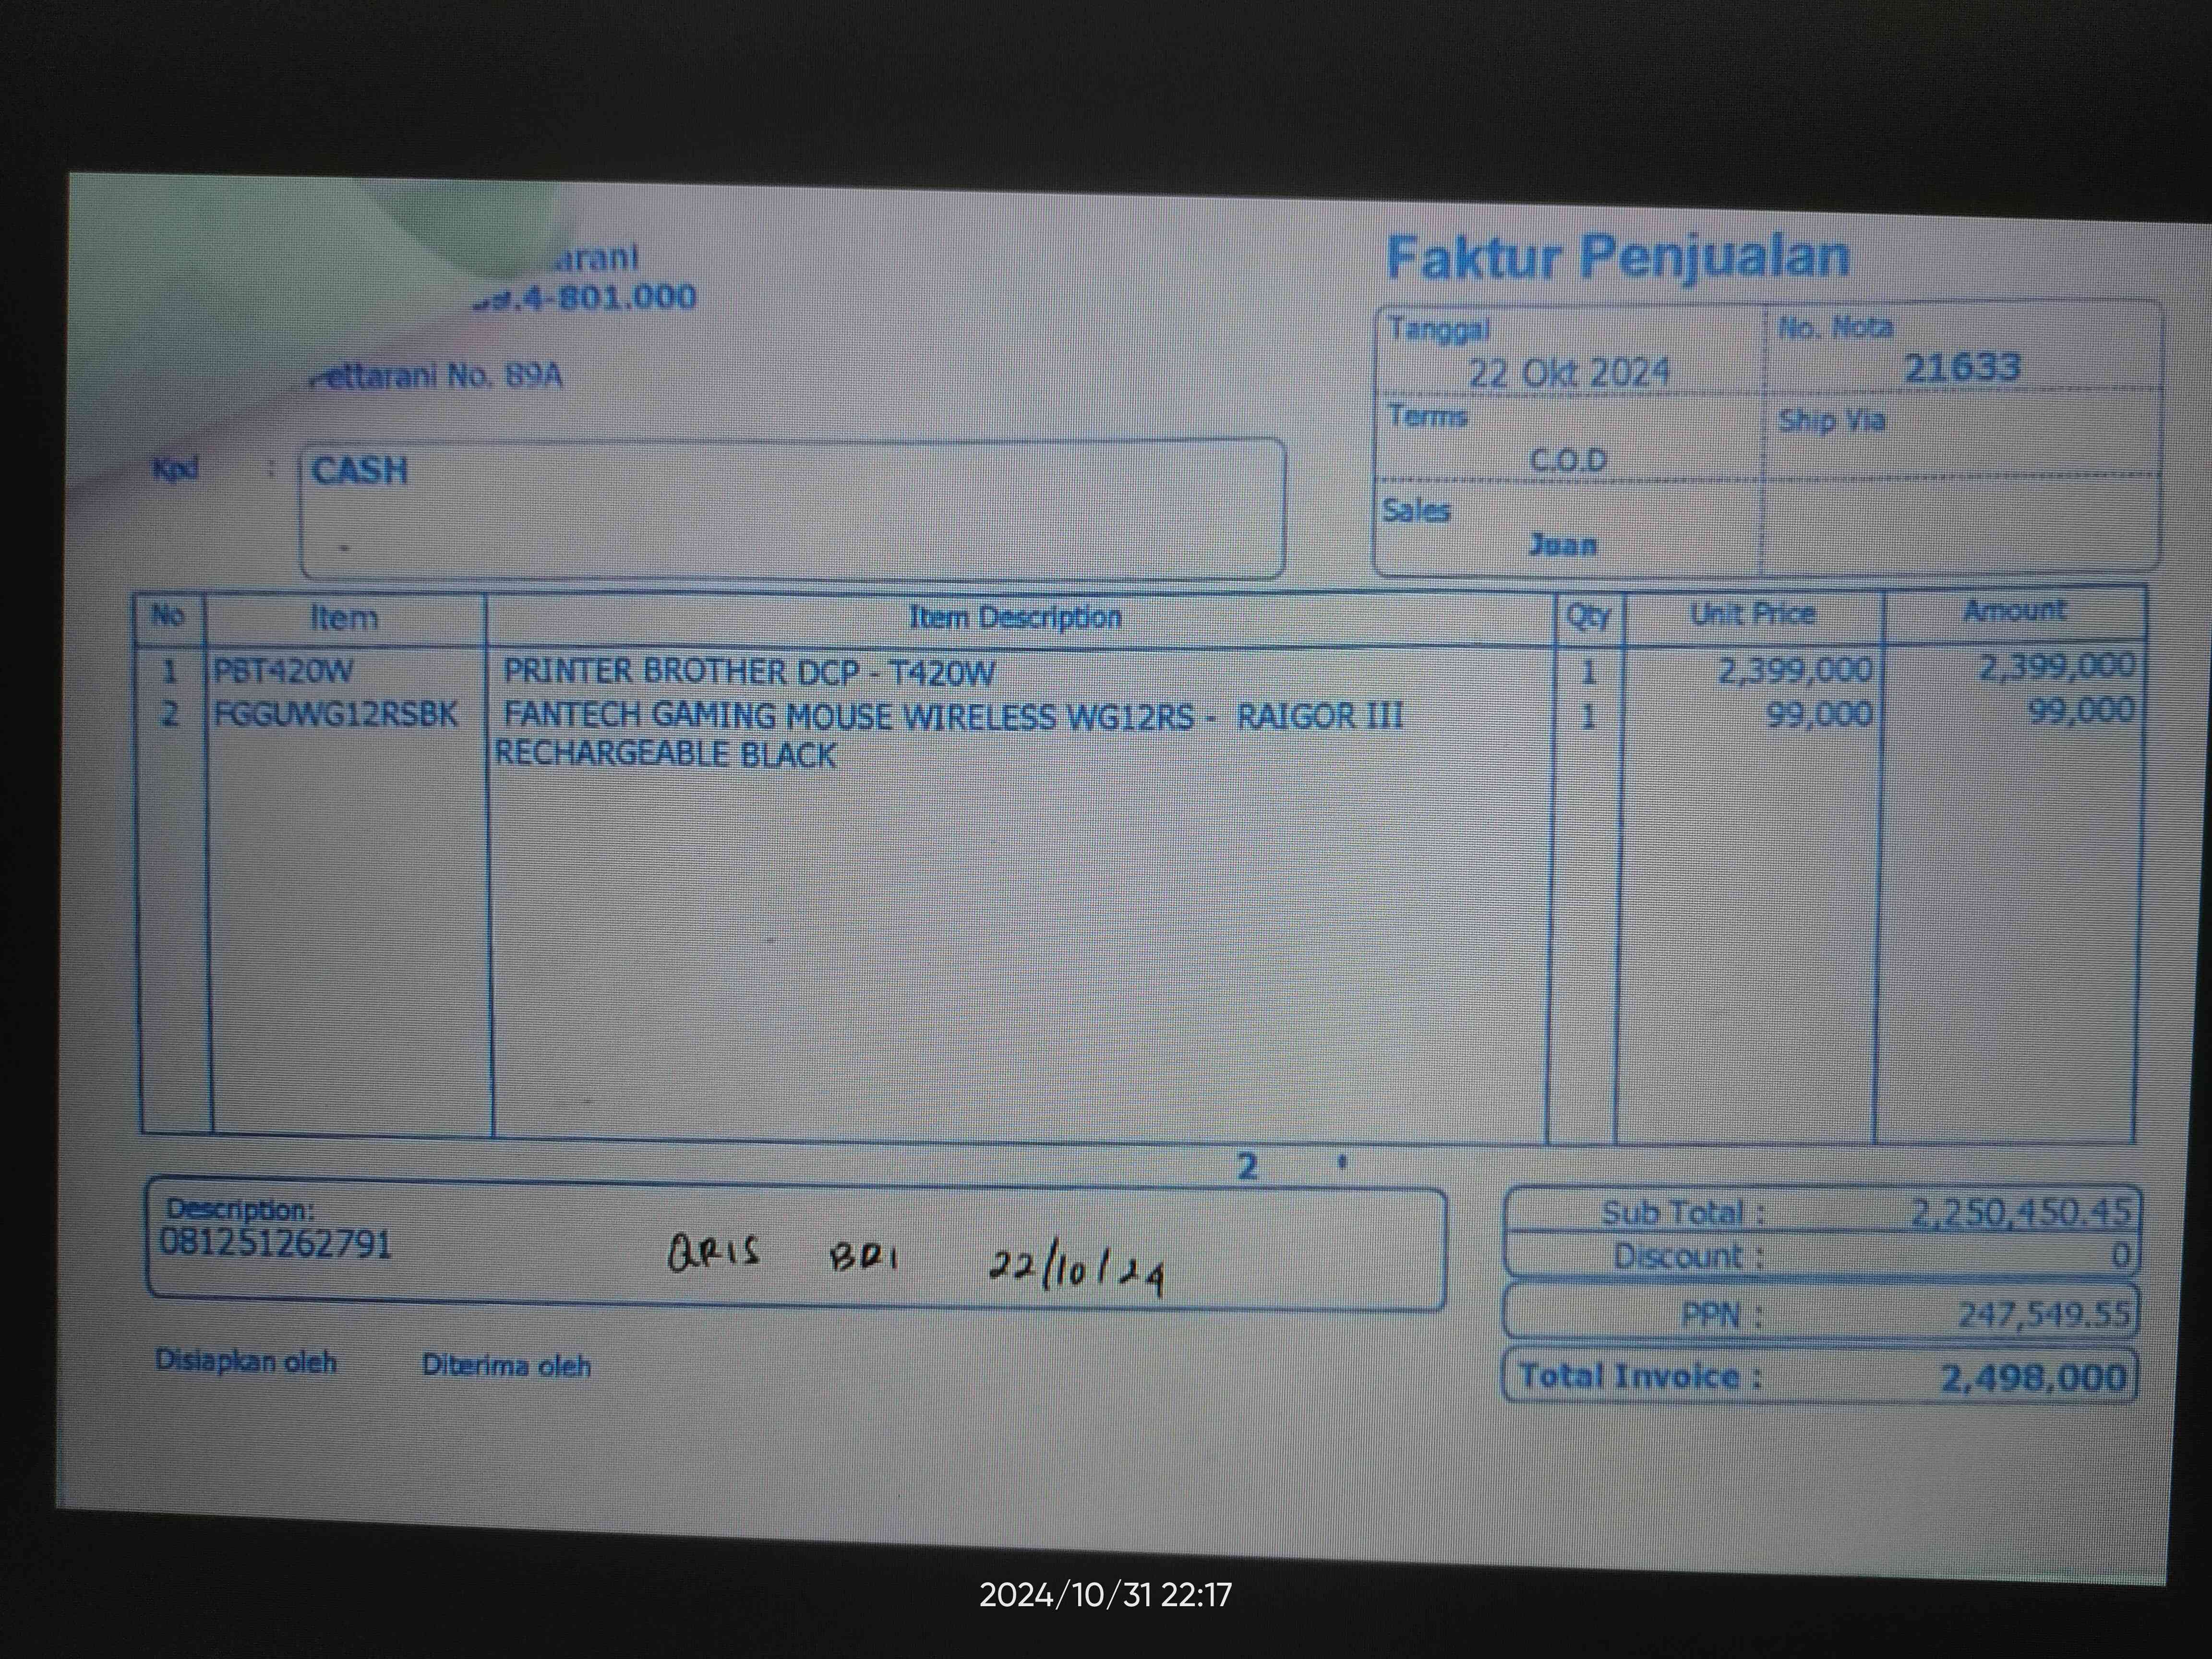 Faktur Penjualan
4-801.000
No. 89A
Tanggal No. Nota
22 Okt 2024 21633
Terms Ship Via
C.O.D
Kpd : CASH
Sales
Juan
No Item Item Description Qty Unit Price Amount
1 PBT420W PRINTER BROTHER DCP - T420W 1 2,399,000 2,399,000
2 FGGUWG12RSBK FANTECH GAMING MOUSE WIRELESS WG12RS - RAIGOR III 1 99,000 99,000
RECHARGEABLE BLACK
2
Description:
081251262791
QRIS BRI 22/10/24
Sub Total : 2,250,450.45
Discount : 0
PPN : 247,549.55
Total Invoice : 2,498,000
Disiapkan oleh Diterima oleh
2024/10/31 22:17